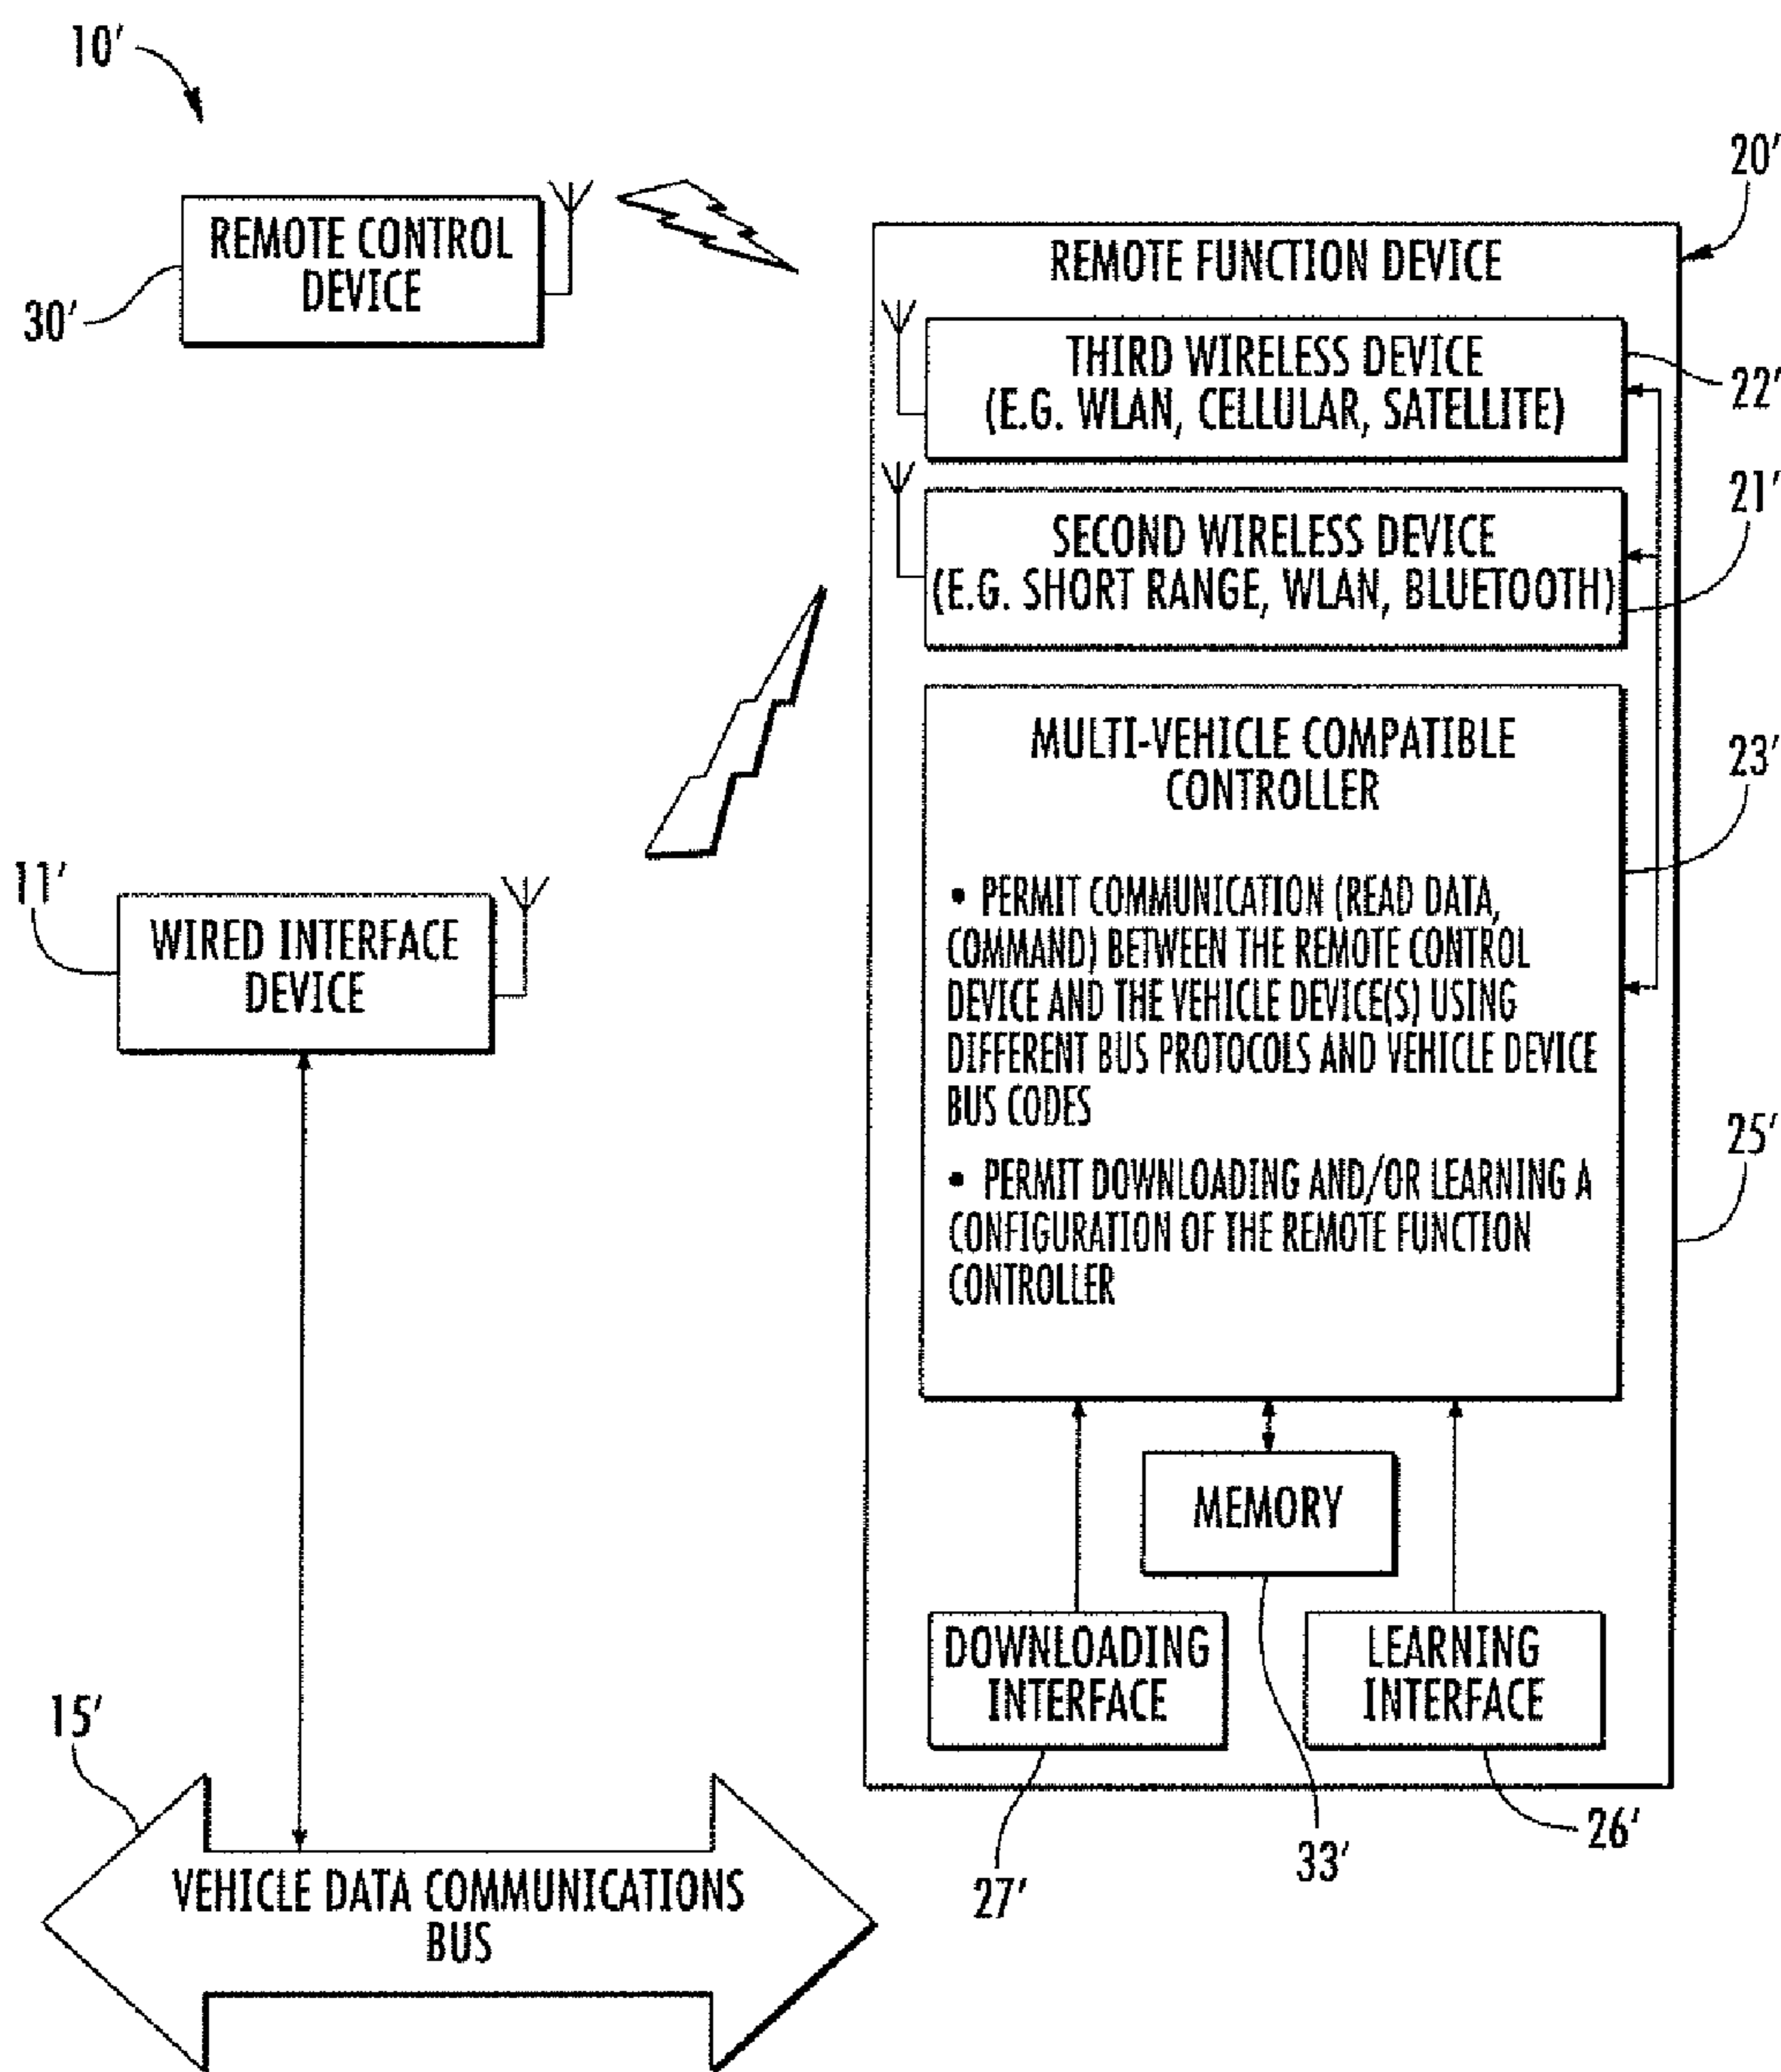 10'
20'
REMOTE CONTROL
DEVICE
30'
REMOTE FUNCTION DEVICE
THIRD WIRELESS DEVICE
(E.G. WLAN, CELLULAR, SATELLITE)
22'
21'
SECOND WIRELESS DEVICE
(E.G. SHORT RANGE, WLAN, BLUETOOTH)
MULTI-VEHICLE COMPATIBLE
CONTROLLER
23'
• PERMIT COMMUNICATION (READ DATA,
COMMAND) BETWEEN THE REMOTE CONTROL
DEVICE AND THE VEHICLE DEVICE(S) USING
DIFFERENT BUS PROTOCOLS AND VEHICLE DEVICE
BUS CODES
• PERMIT DOWNLOADING AND/OR LEARNING A
CONFIGURATION OF THE REMOTE FUNCTION
CONTROLLER
25'
11'
WIRED INTERFACE
DEVICE
MEMORY
DOWNLOADING
INTERFACE
LEARNING
INTERFACE
27'
33'
26'
15'
VEHICLE DATA COMMUNICATIONS
BUS